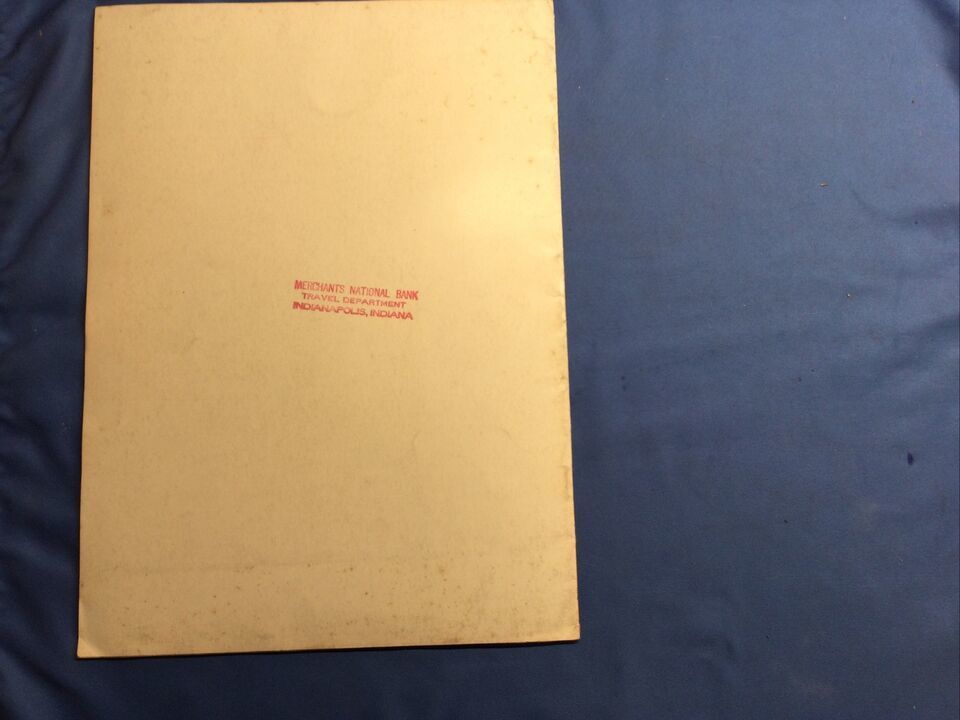 MERCHANTS NATIONAL BANK
TRAVEL DEPARTMENT
INDIANAPOLIS, INDIANA